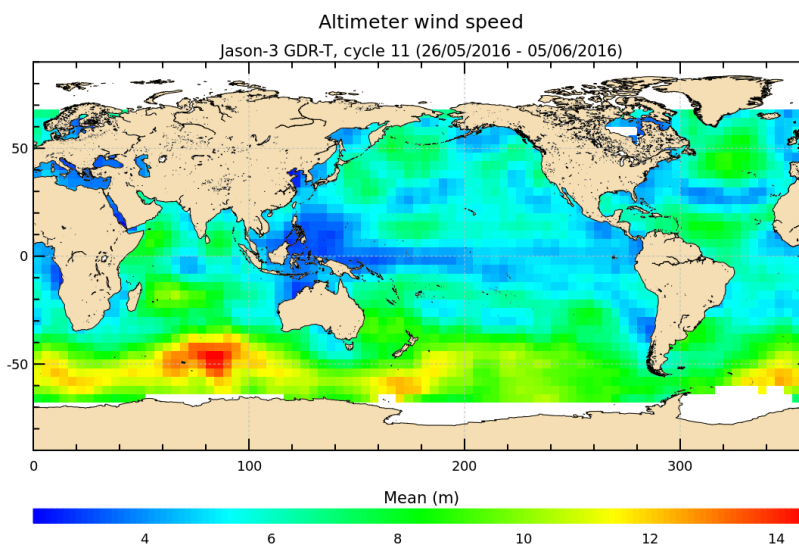 Altimeter wind speed
Jason-3 GDR-T, cycle 11 (26/05/2016 - 05/06/2016)
50
0
-50
0 100 200 300
Mean (m)
4 6 8 10 12 14